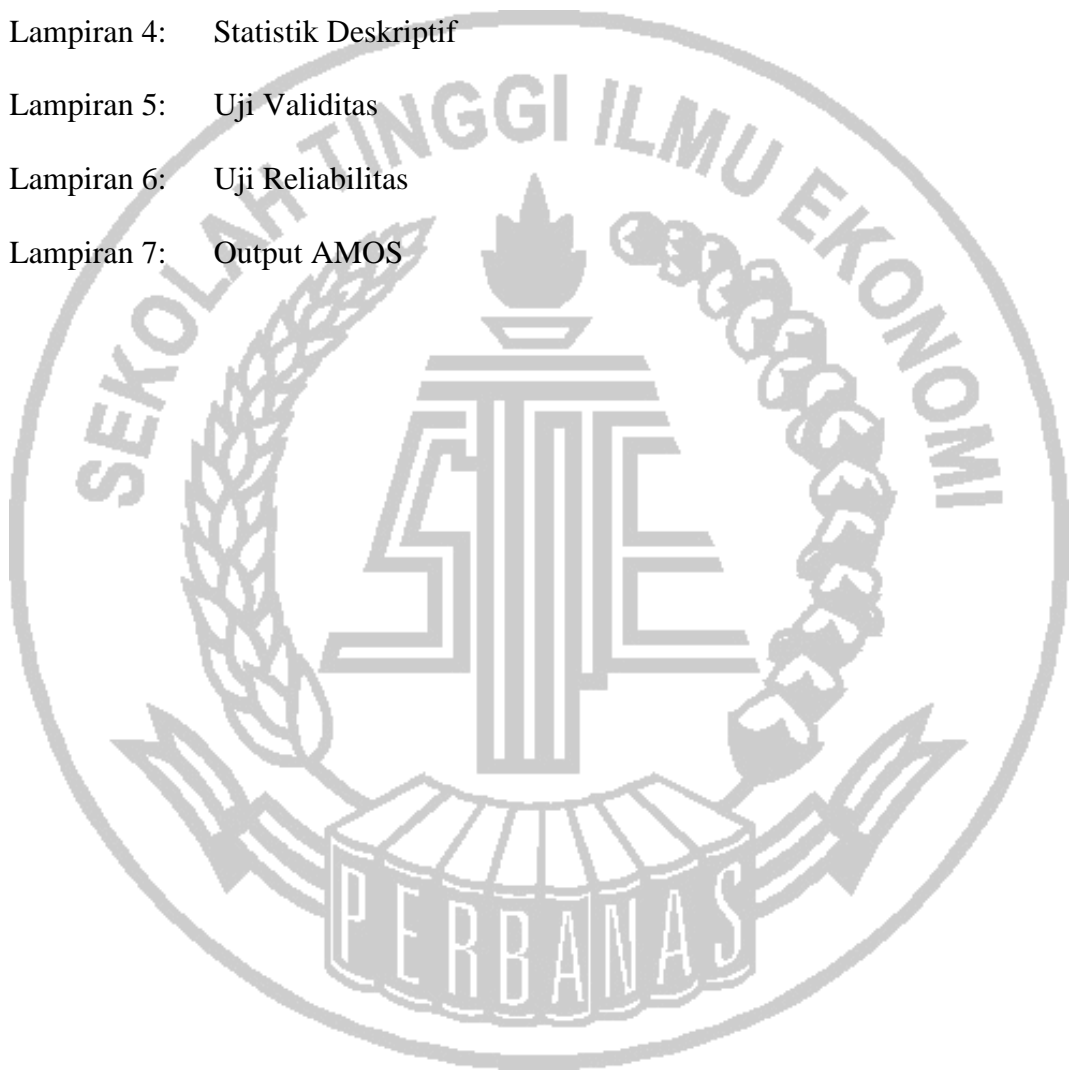 Lampiran 4: Statistik Deskriptif
Lampiran 5: Uji Validitas
Lampiran 6: Uji Reliabilitas
Lampiran 7: Output AMOS
SEKOLAH TINGGI ILMU EKONOMI
STIE
PERBANAS